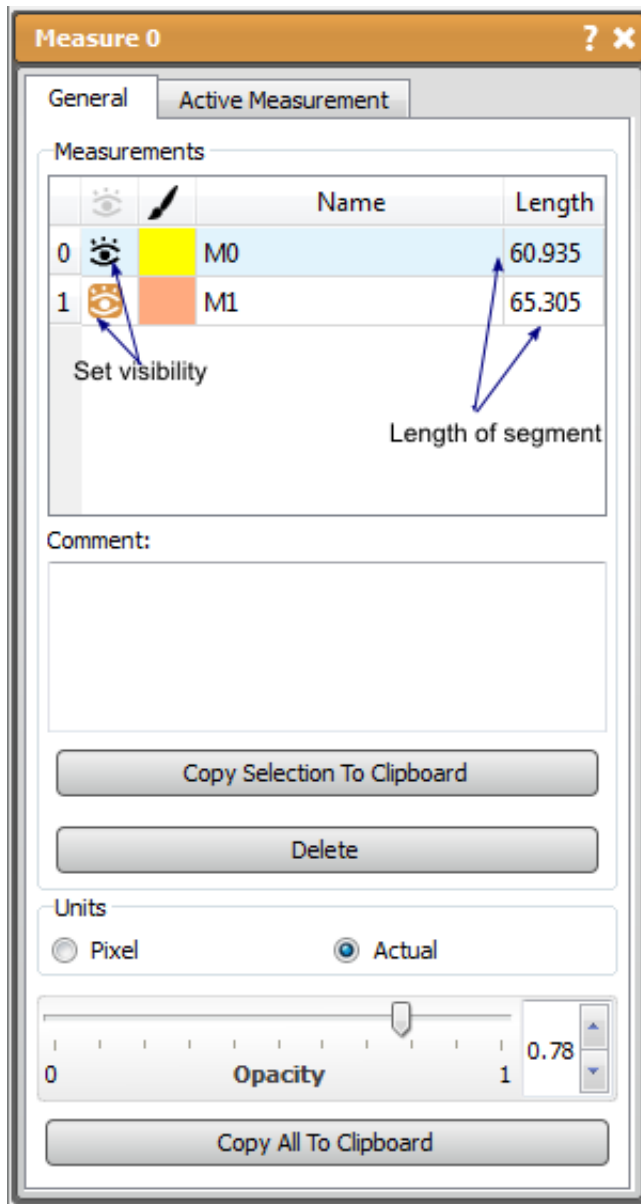 Measure 0 ? ×
General Active Measurement
Measurements
Name Length
0 M0 60.935
1 M1 65.305
Set visibility
Length of segment
Comment:
Copy Selection To Clipboard
Delete
Units
Pixel Actual
0.78
0 Opacity 1
Copy All To Clipboard